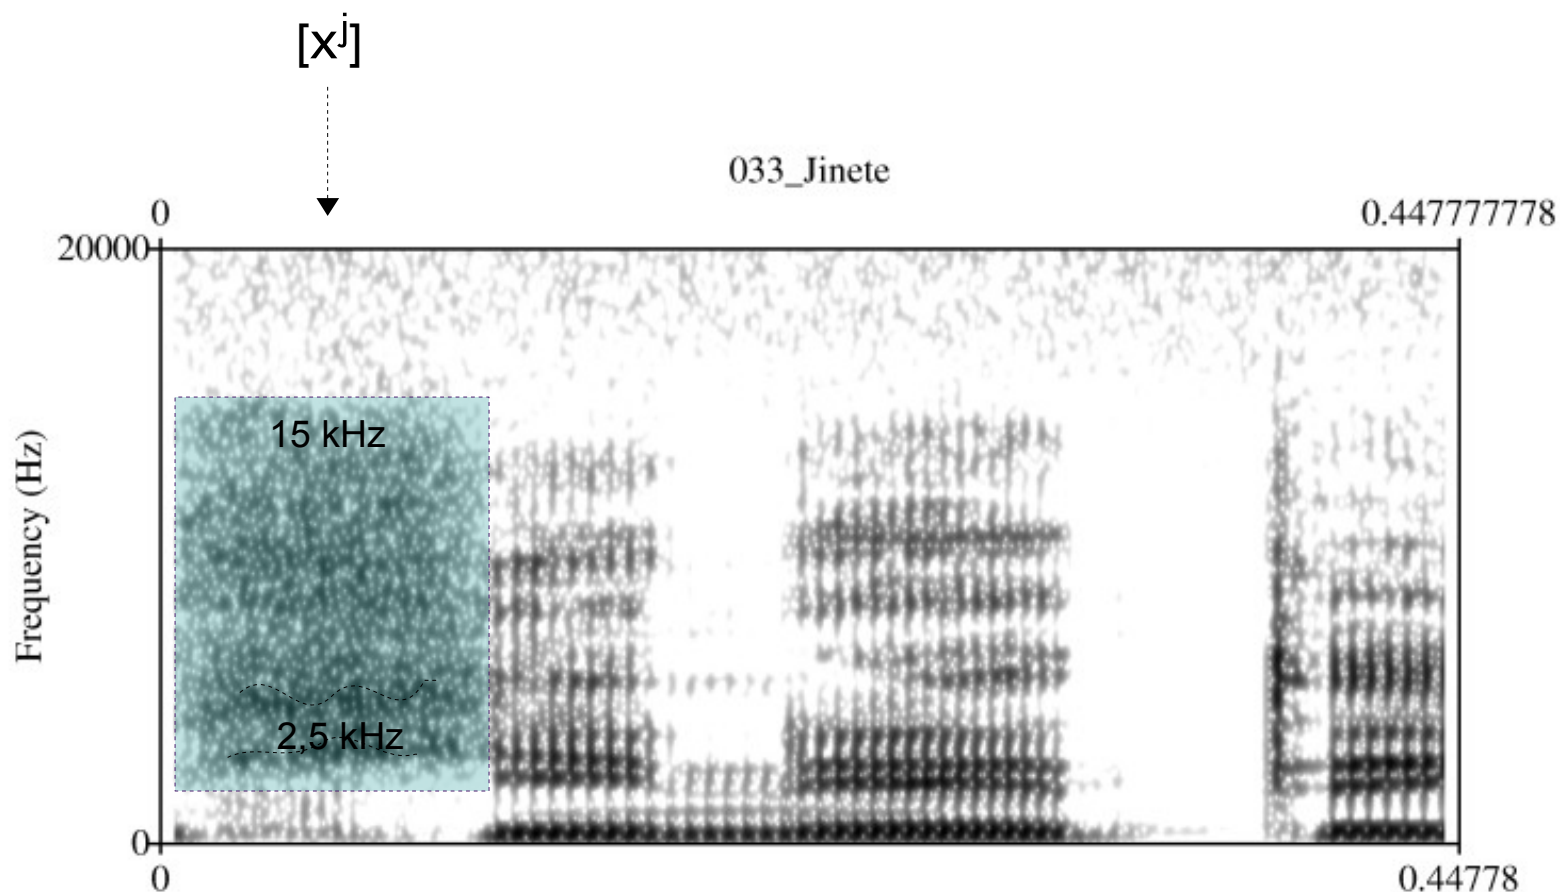 [xʲ]
033_Jinete
0 0.447777778
20000
15 kHz
Frequency (Hz)
2,5 kHz
0
0 0.44778